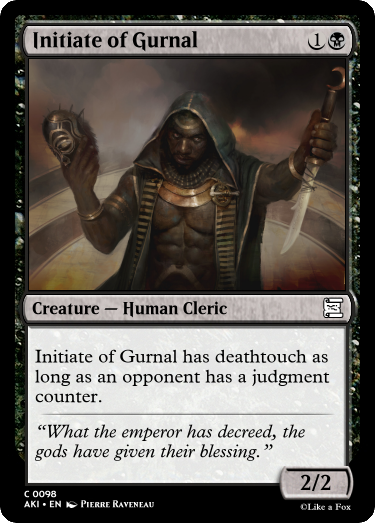 Initiate of Gurnal 1
Creature — Human Cleric
Initiate of Gurnal has deathtouch as
long as an opponent has a judgment
counter.
“What the emperor has decreed, the
gods have given their blessing.”
2/2
C 0098
AKI • EN Pierre Raveneau
©Like a Fox